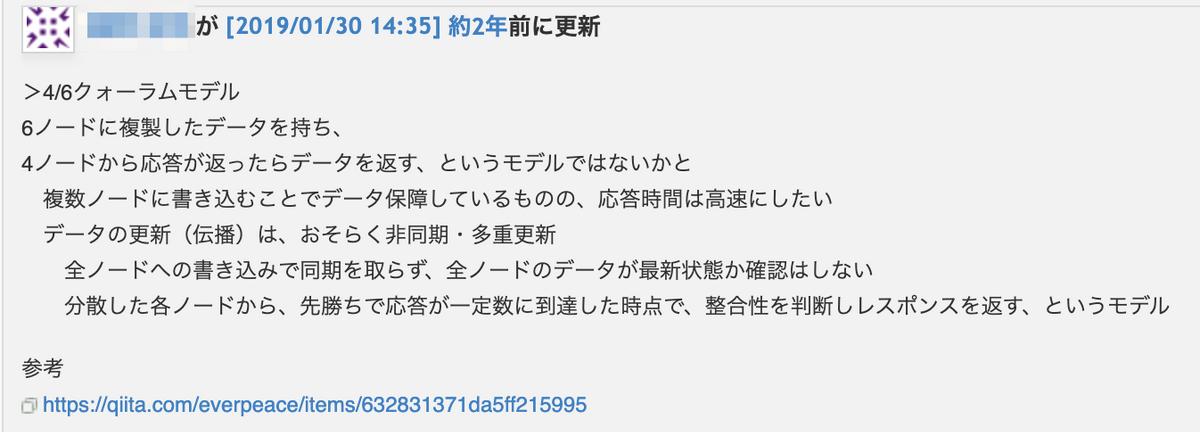 が [2019/01/30 14:35] 約2年前に更新
＞4/6クォーラムモデル
6ノードに複製したデータを持ち、
4ノードから応答が返ったらデータを返す、というモデルではないかと
　複数ノードに書き込むことでデータ保障しているものの、応答時間は高速にしたい
　データの更新（伝播）は、おそらく非同期・多重更新
　　全ノードへの書き込みで同期を取らず、全ノードのデータが最新状態か確認はしない
　　分散した各ノードから、先勝ちで応答が一定数に到達した時点で、整合性を判断しレスポンスを返す、というモデル
参考
https://qiita.com/everpeace/items/632831371da5ff215995